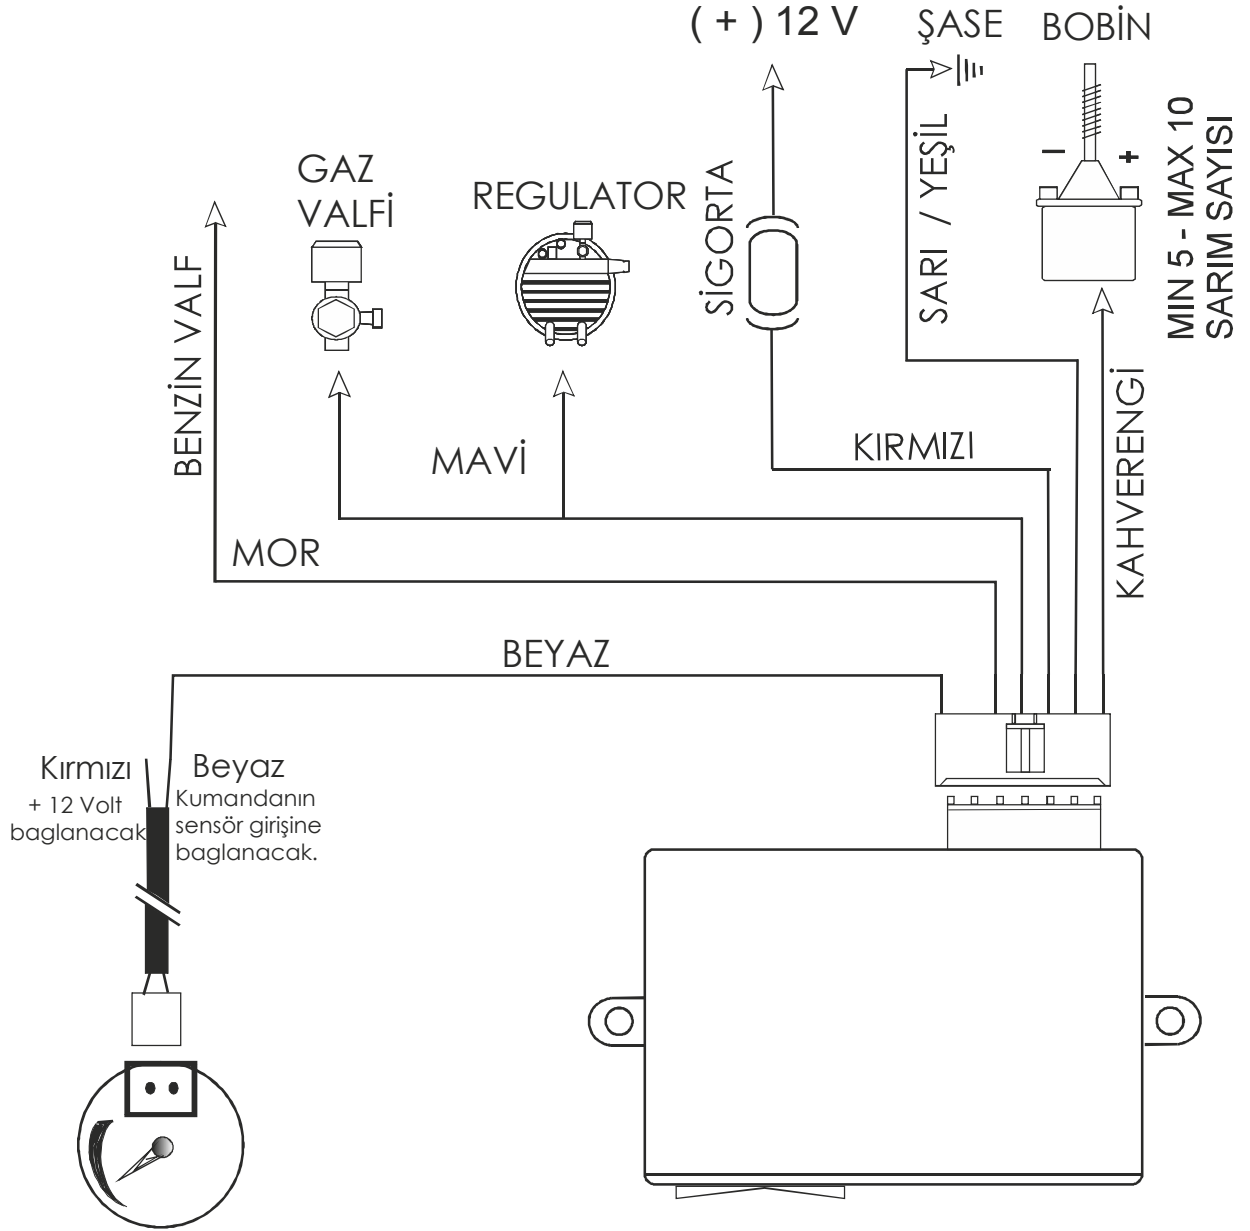 ( + ) 12 V
ŞASE
BOBİN
GAZ
VALFİ
REGULATOR
SİGORTA
SARI / YEŞİL
MIN 5 - MAX 10
SARIM SAYISI
BENZİN VALF
MAVİ
KIRMIZI
KAHVERENGİ
MOR
BEYAZ
Kırmızı
+ 12 Volt
baglanacak
Beyaz
Kumandanın
sensör girişine
baglanacak.